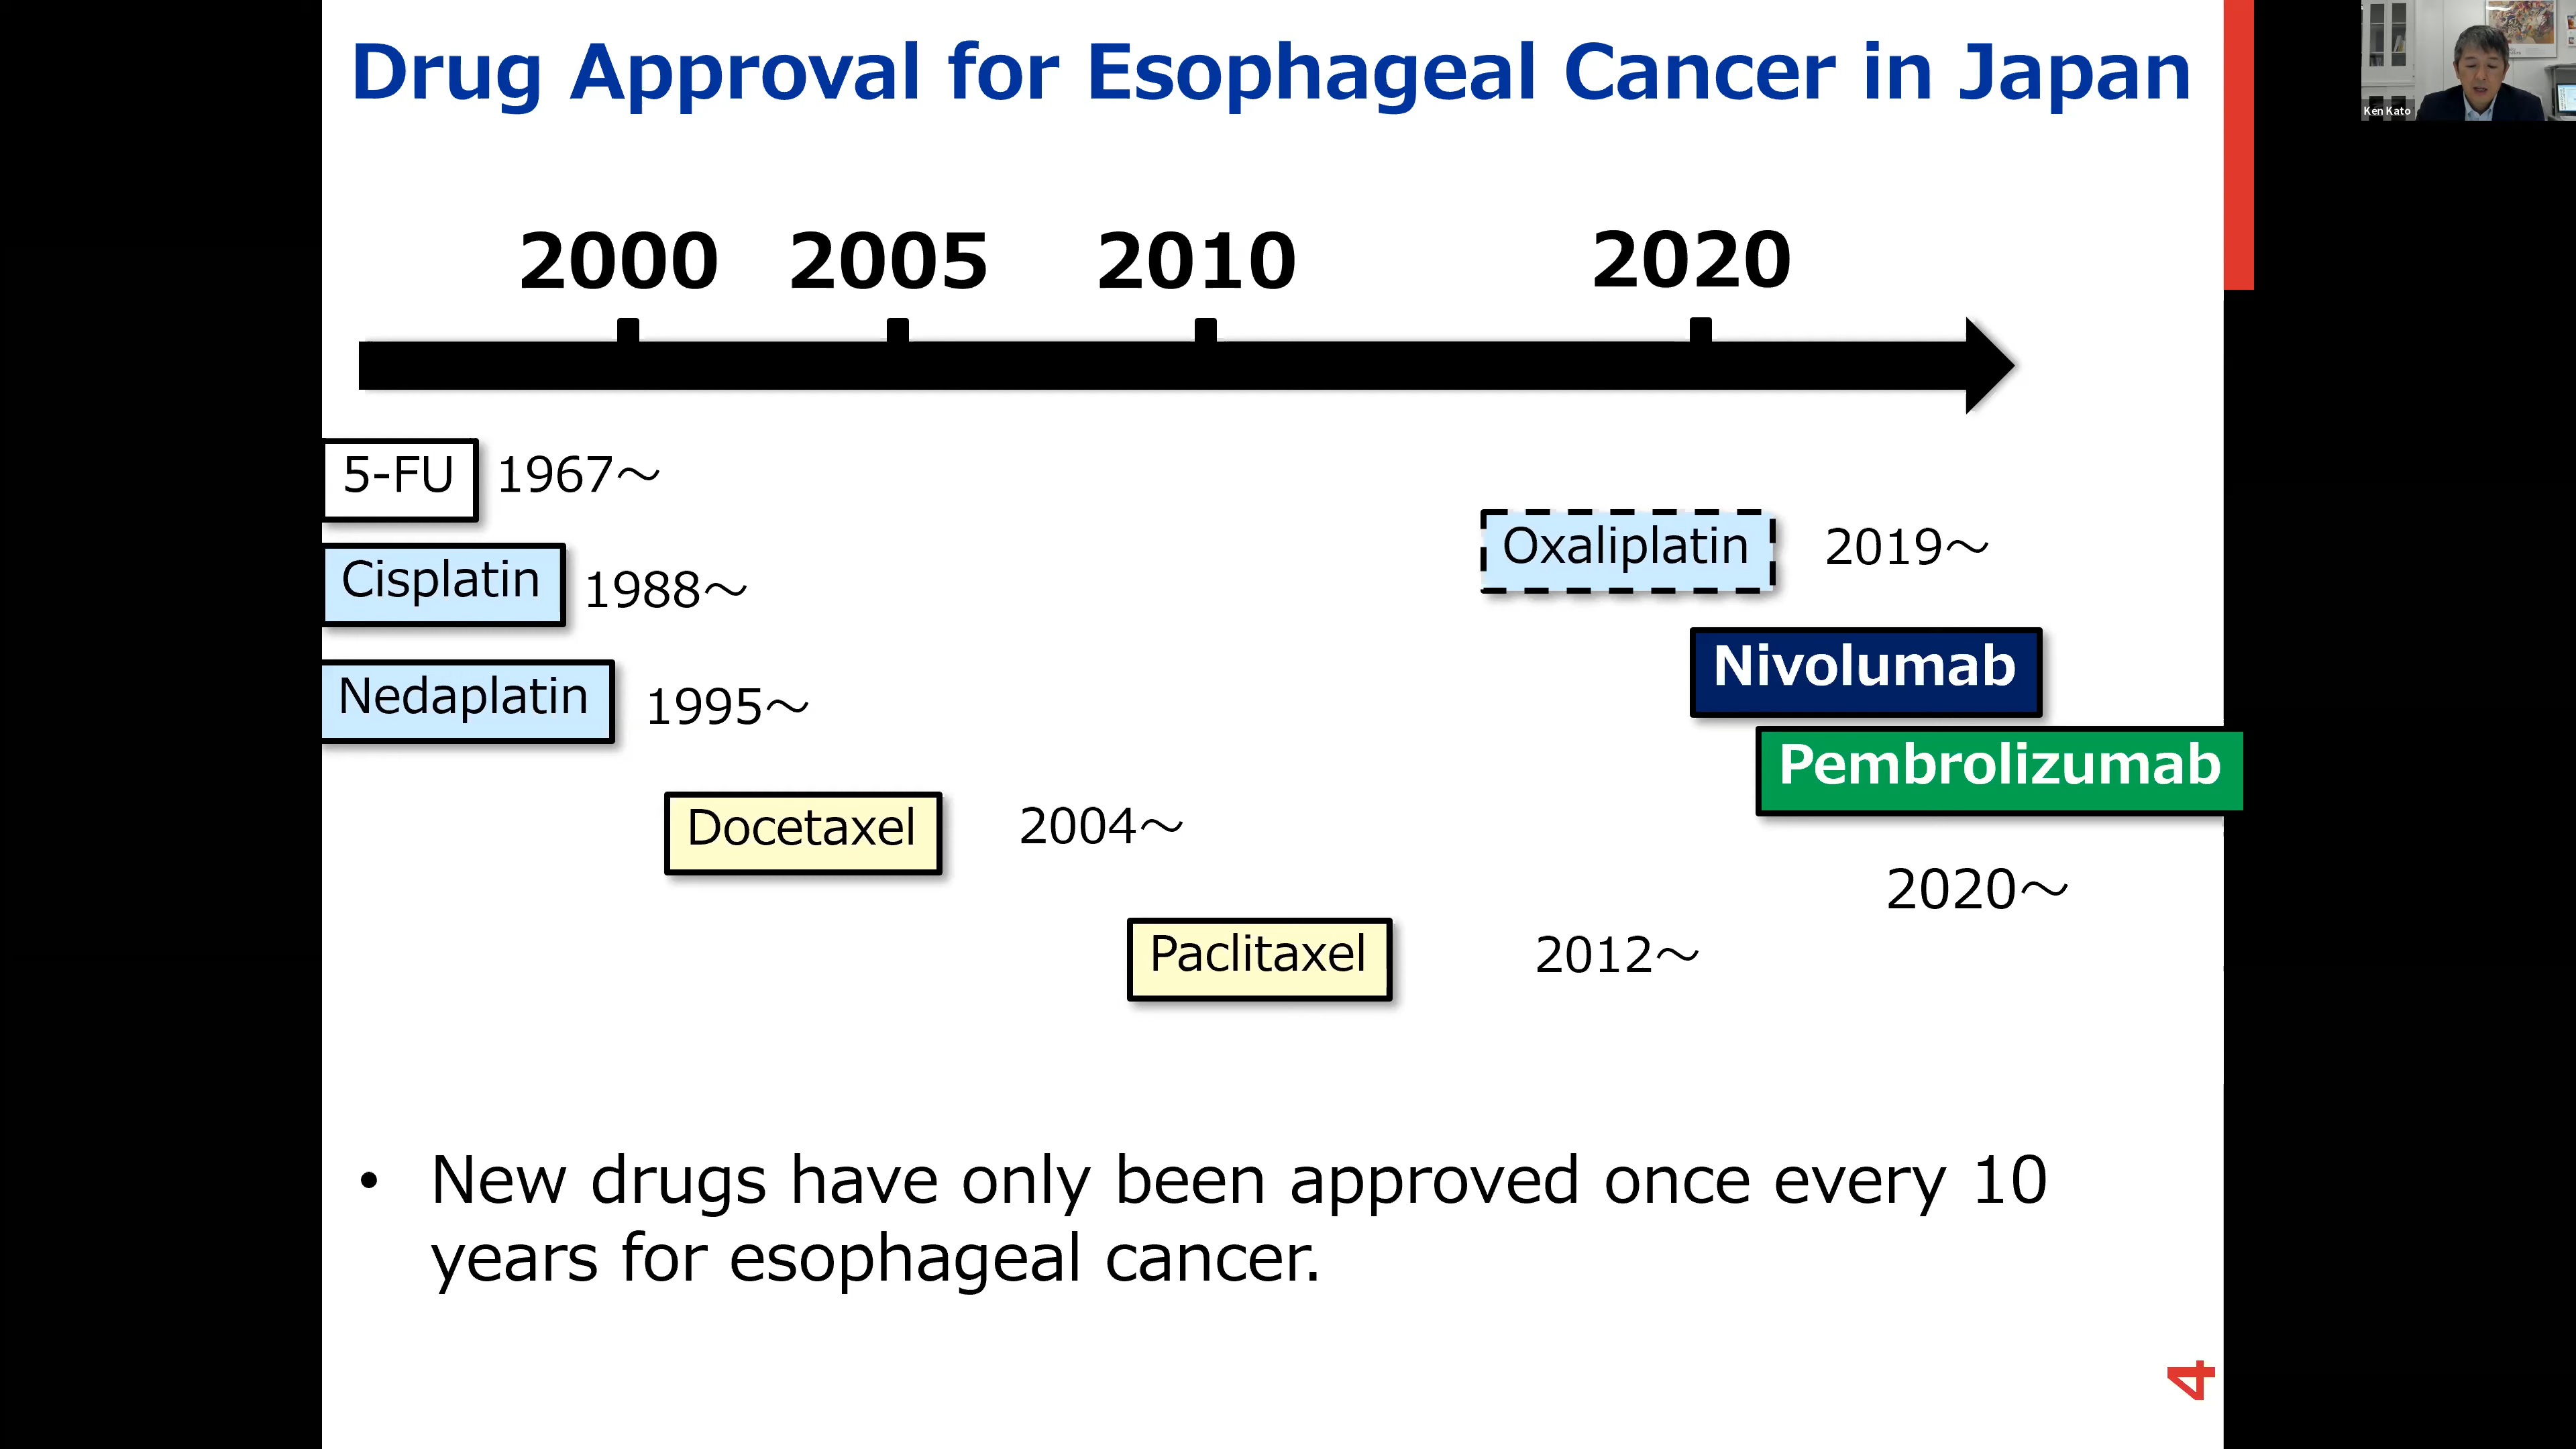 Drug Approval for Esophageal Cancer in Japan
Ken Kato
2000 2005 2010 2020
5-FU 1967～
Oxaliplatin 2019～
Cisplatin 1988～
Nivolumab
Nedaplatin 1995～
Pembrolizumab
Docetaxel 2004～
2020～
Paclitaxel 2012～
• New drugs have only been approved once every 10
years for esophageal cancer.
4